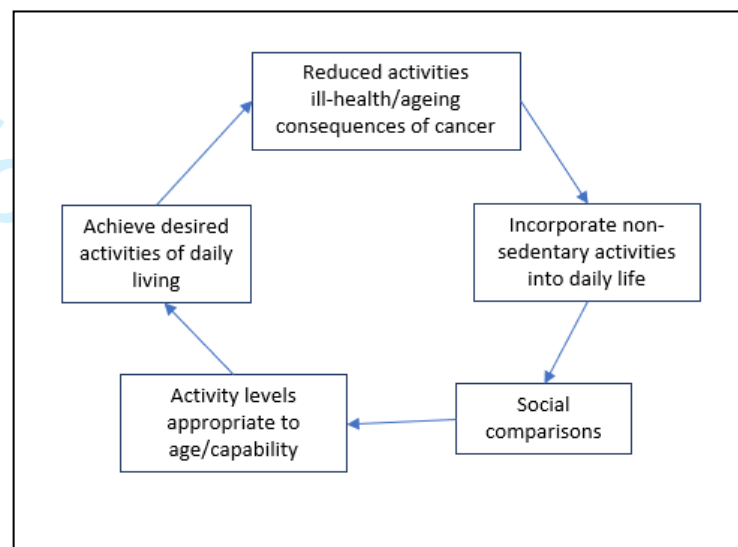 Reduced activities
ill-health/ageing
consequences of cancer
Incorporate non-
sedentary activities
into daily life
Social
comparisons
Activity levels
appropriate to
age/capability
Achieve desired
activities of daily
living